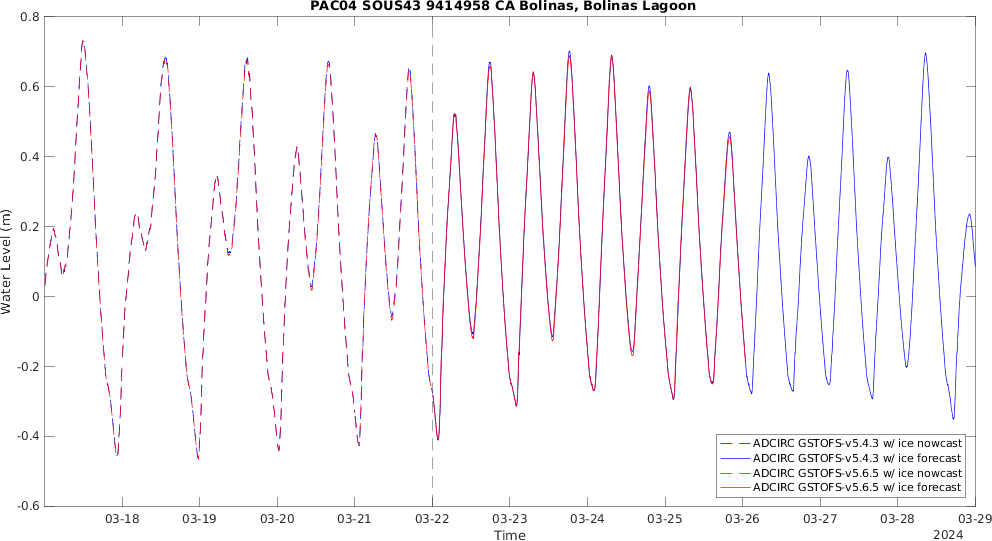 PAC04 SOUS43 9414958 CA Bolinas, Bolinas Lagoon
0.8
0.6
0.4
0.2
0
-0.2
-0.4
-0.6
Water Level (m)
ADCIRC GSTOFS-v5.4.3 w/ ice nowcast
ADCIRC GSTOFS-v5.4.3 w/ ice forecast
ADCIRC GSTOFS-v5.6.5 w/ ice nowcast
ADCIRC GSTOFS-v5.6.5 w/ ice forecast
03-18 03-19 03-20 03-21 03-22 03-23 03-24 03-25 03-26 03-27 03-28 03-29
Time
2024